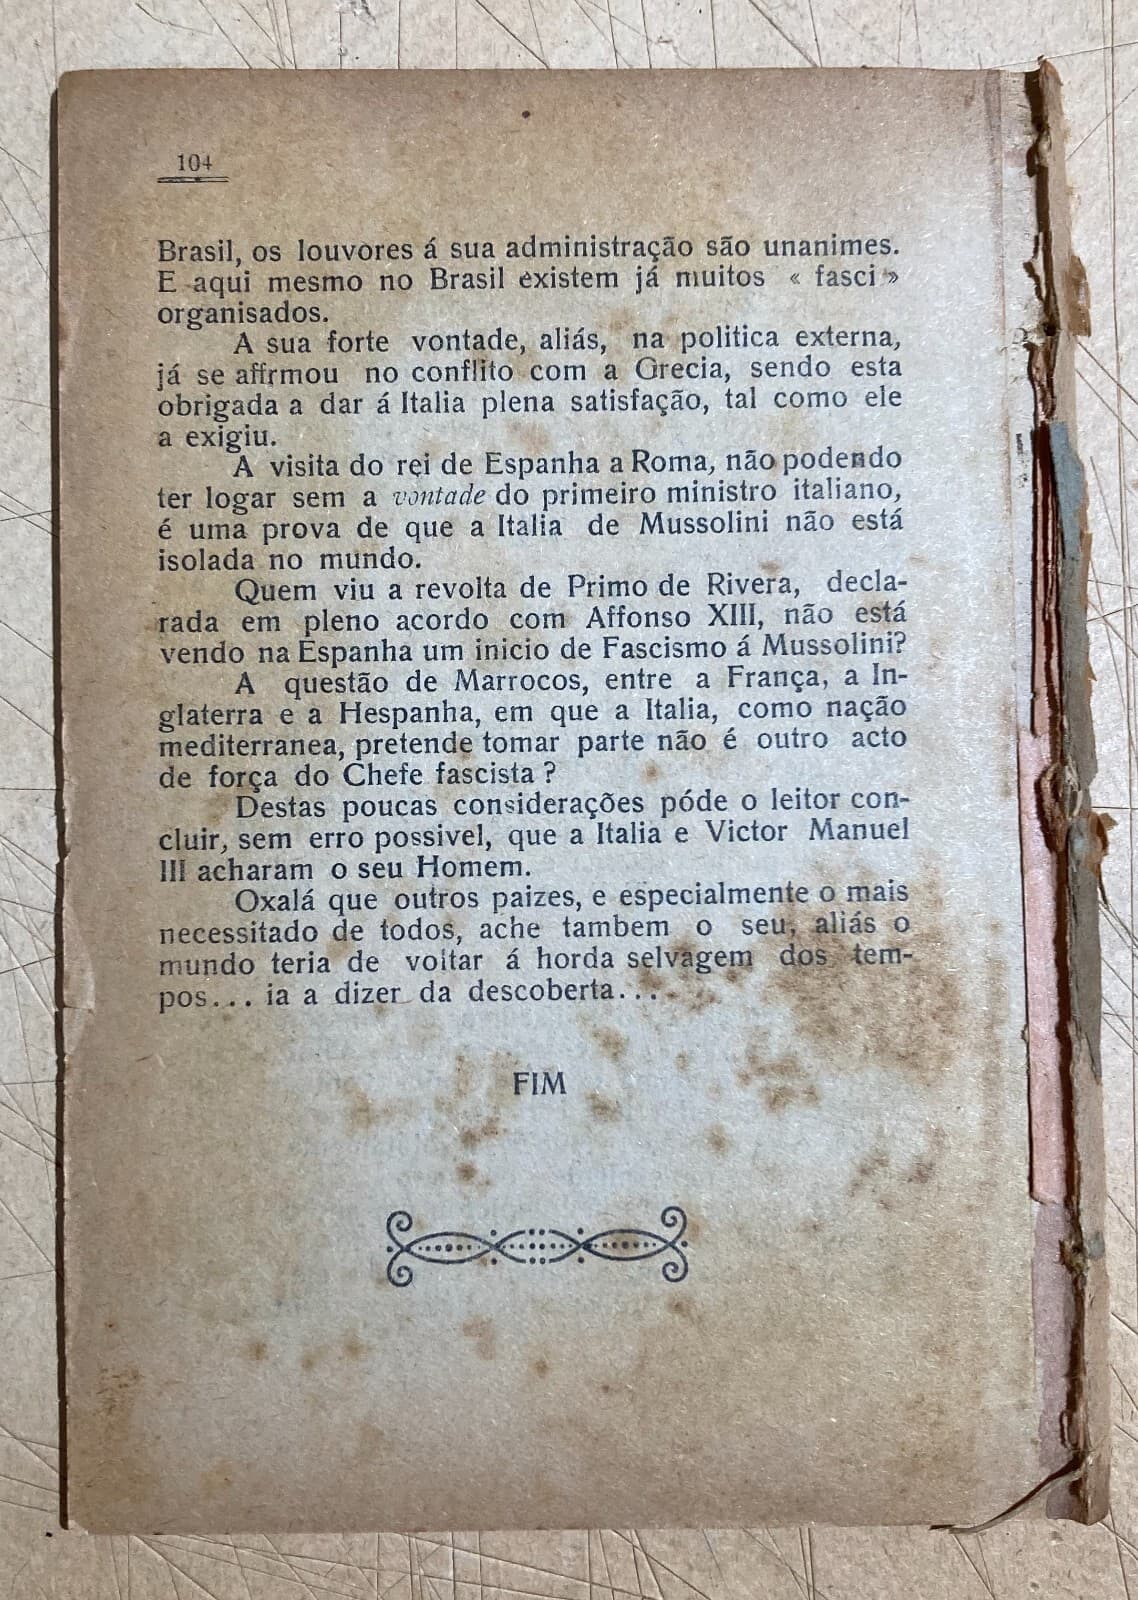 104
Brasil, os louvores á sua administração são unanimes.
E aqui mesmo no Brasil existem já muitos « fasci »
organisados.
A sua forte vontade, aliás, na politica externa,
já se affrmou no conflito com a Grecia, sendo esta
obrigada a dar á Italia plena satisfação, tal como ele
a exigiu.
A visita do rei de Espanha a Roma, não podendo
ter logar sem a vontade do primeiro ministro italiano,
é uma prova de que a Italia de Mussolini não está
isolada no mundo.
Quem viu a revolta de Primo de Rivera, decla-
rada em pleno acordo com Affonso XIII, não está
vendo na Espanha um inicio de Fascismo á Mussolini?
A questão de Marrocos, entre a França, a In-
glaterra e a Hespanha, em que a Italia, como nação
mediterranea, pretende tomar parte não é outro acto
de força do Chefe fascista ?
Destas poucas considerações póde o leitor con-
cluir, sem erro possivel, que a Italia e Victor Manuel
III acharam o seu Homem.
Oxalá que outros paizes, e especialmente o mais
necessitado de todos, ache tambem o seu, aliás o
mundo teria de voltar á horda selvagem dos tem-
pos... ia a dizer da descoberta...
FIM